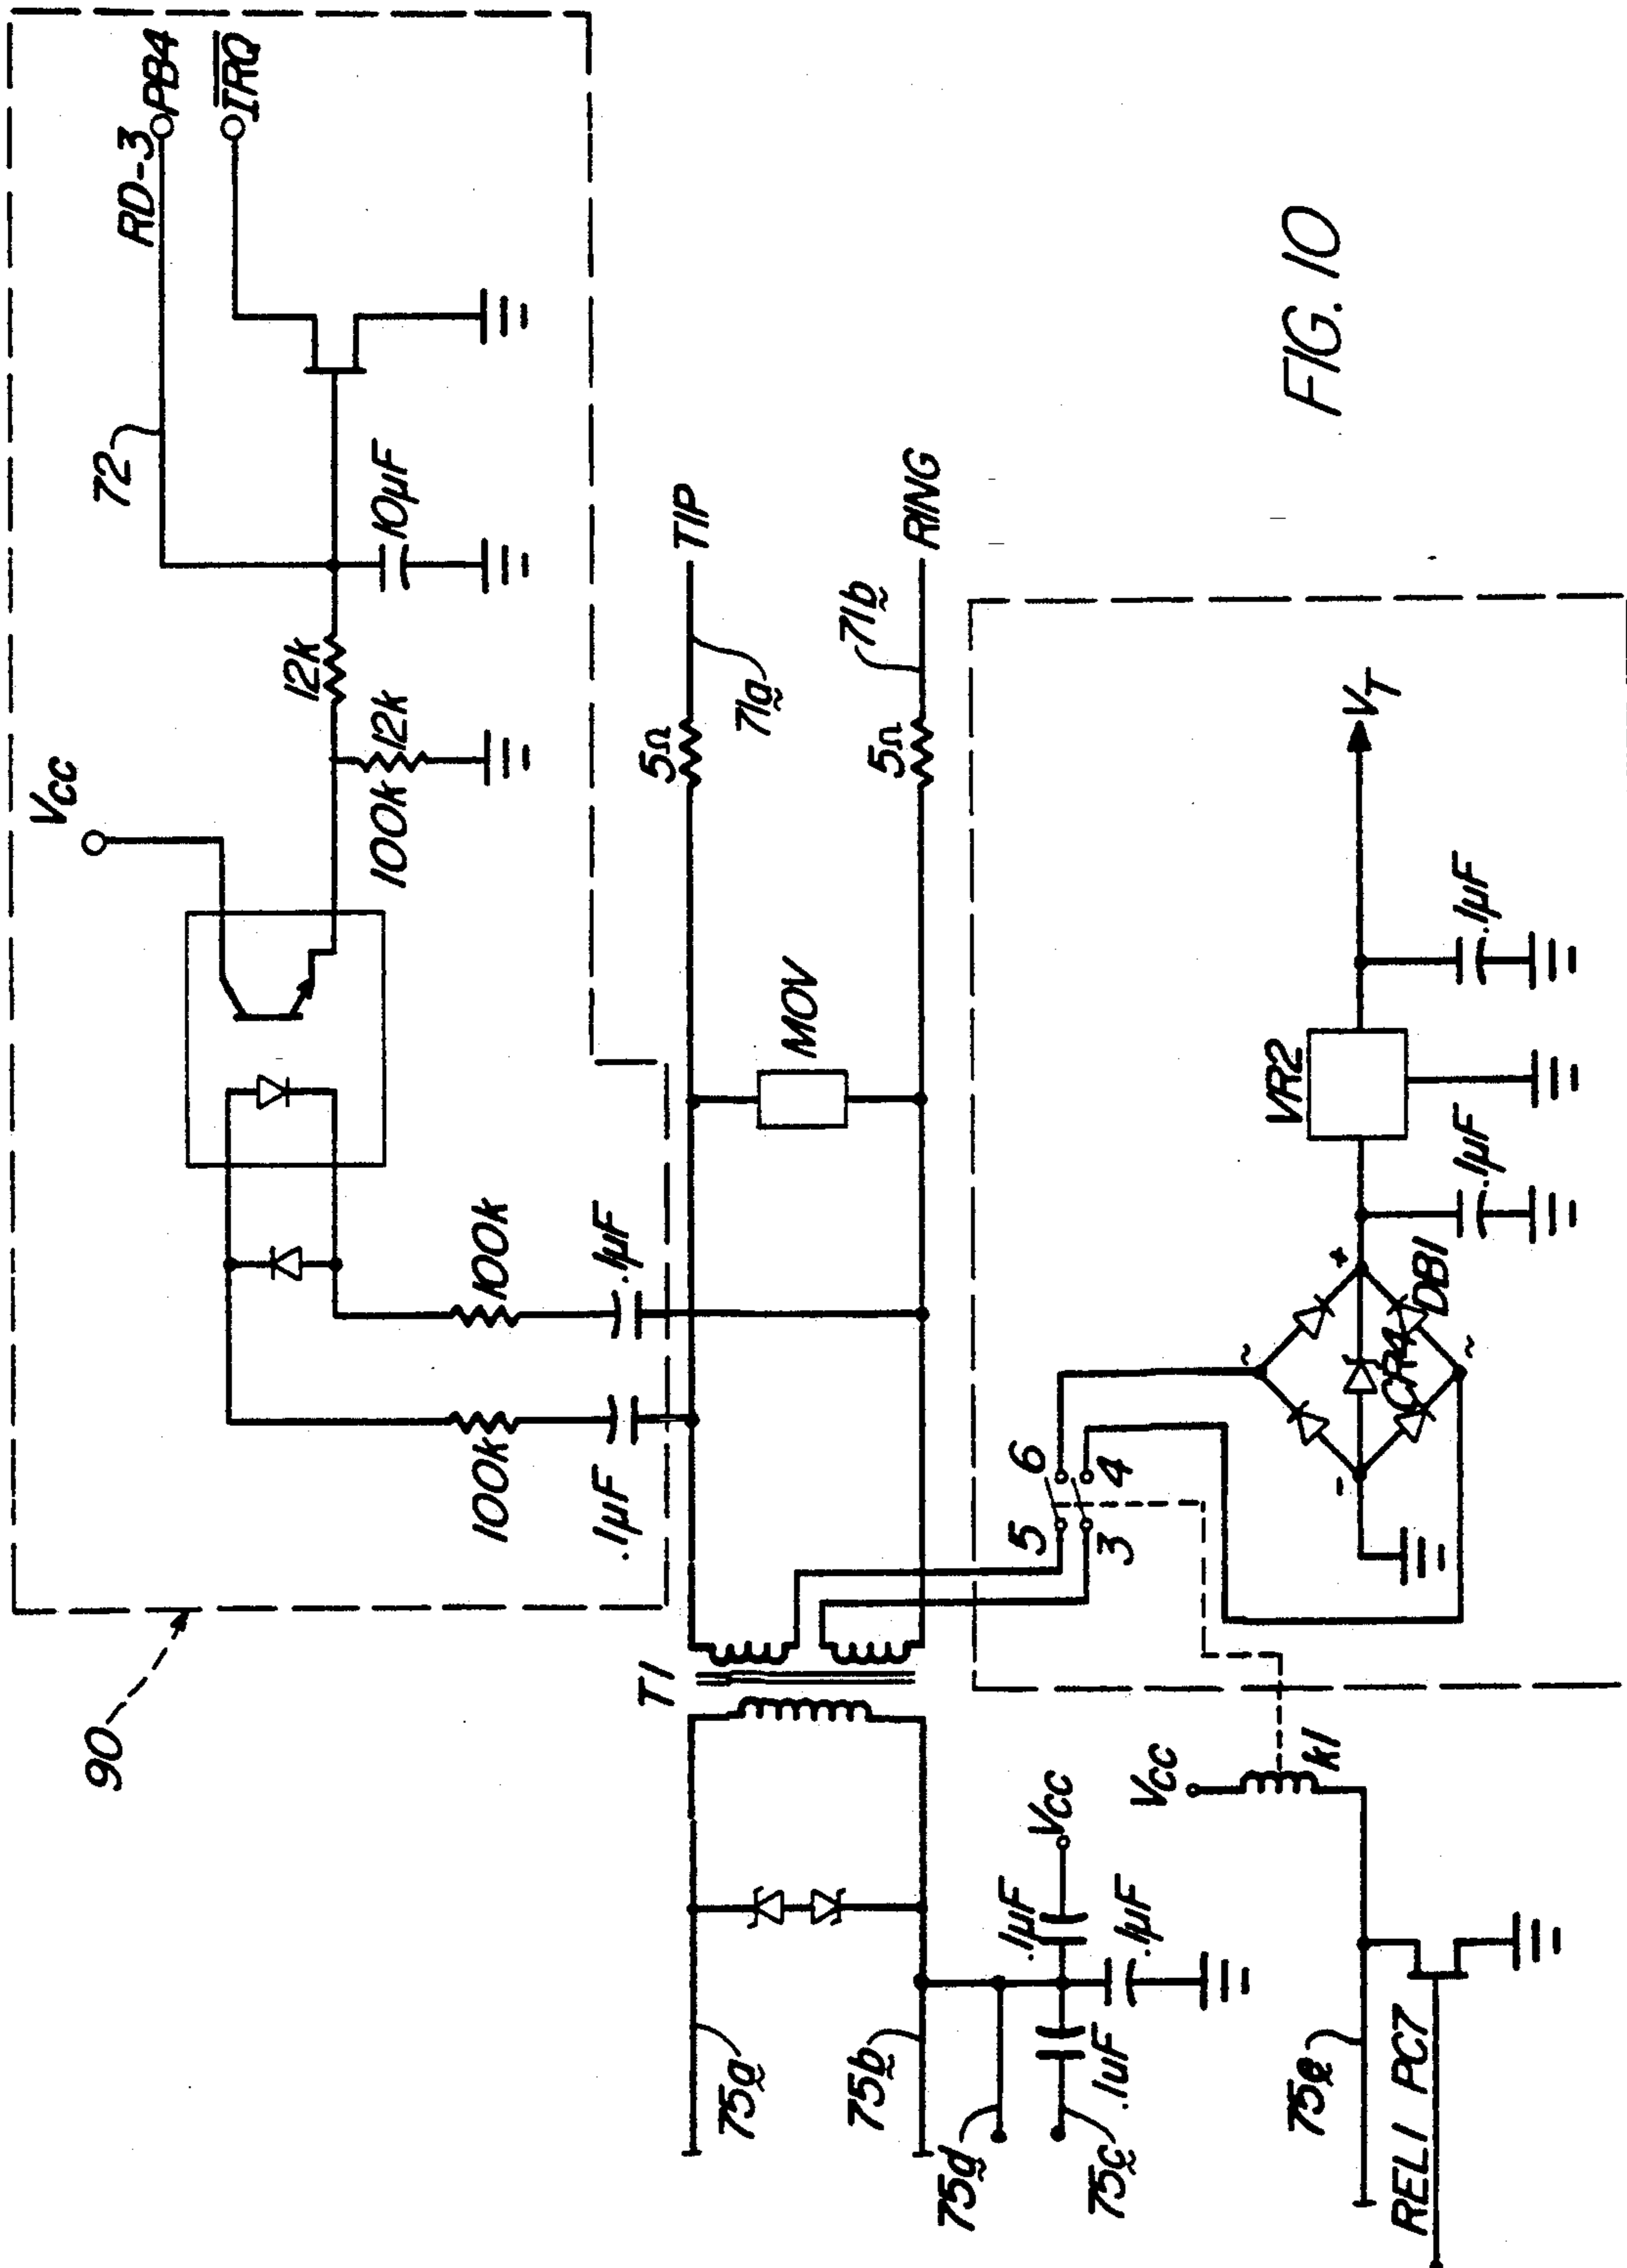 90
72
RD-3
PB4
IRQ
Vcc
12k
10µF
100k
12k
100k
100k
.1µF
.1µF
T1
5Ω
TIP
71a
MOV
5Ω
RING
71b
75a
75b
75d
75c
.1µF
.1µF
.1µF
Vcc
5
6
3
4
Vcc
k1
75e
REL1 PC7
~
+
-
~
CR4
DB1
.1µF
VR2
.1µF
VT
FIG. 10